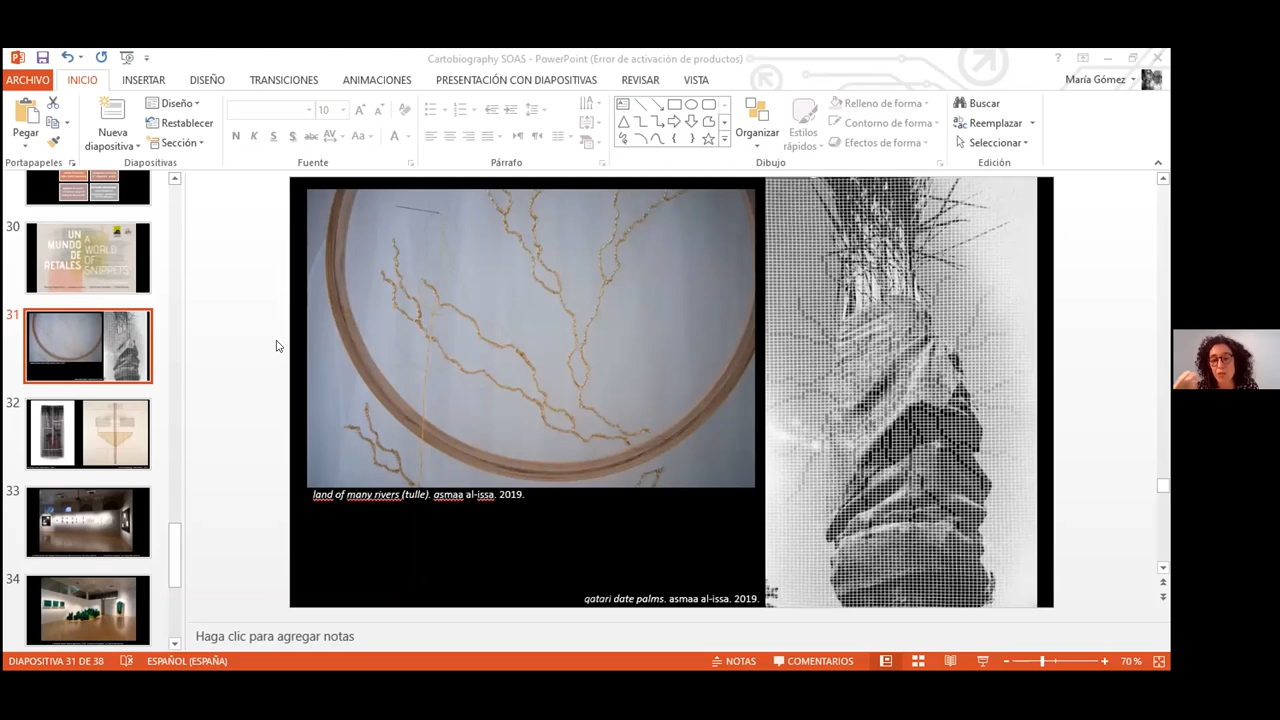 Cartobiography SOAS - PowerPoint (Error de activación de productos)
ARCHIVO INICIO INSERTAR DISEÑO TRANSICIONES ANIMACIONES PRESENTACIÓN CON DIAPOSITIVAS REVISAR VISTA
María Gómez
Pegar
Nueva diapositiva
Diseño
Restablecer
Sección
10
N K S S abc AV Aa A
Organizar
Estilos rápidos
Relleno de forma
Contorno de forma
Efectos de forma
Buscar
Reemplazar
Seleccionar
Portapapeles Diapositivas Fuente Párrafo Dibujo Edición
30
UN MUNDO DE RETALES
A WORLD OF SNIPPETS
31
32
33
34
land of many rivers (tulle). asmaa al-issa. 2019.
qatari date palms. asmaa al-issa. 2019.
Haga clic para agregar notas
DIAPOSITIVA 31 DE 38 ESPAÑOL (ESPAÑA) NOTAS COMENTARIOS 70 %